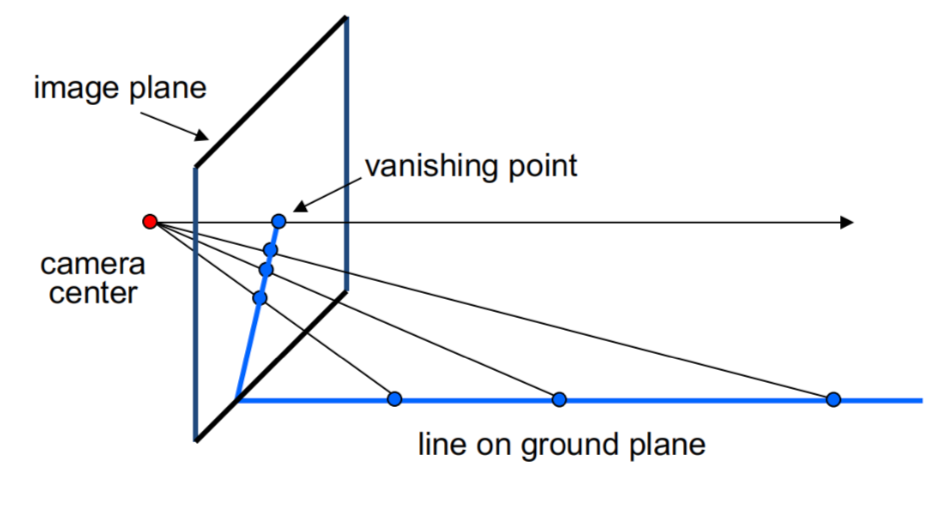 image plane
vanishing point
camera
center
line on ground plane